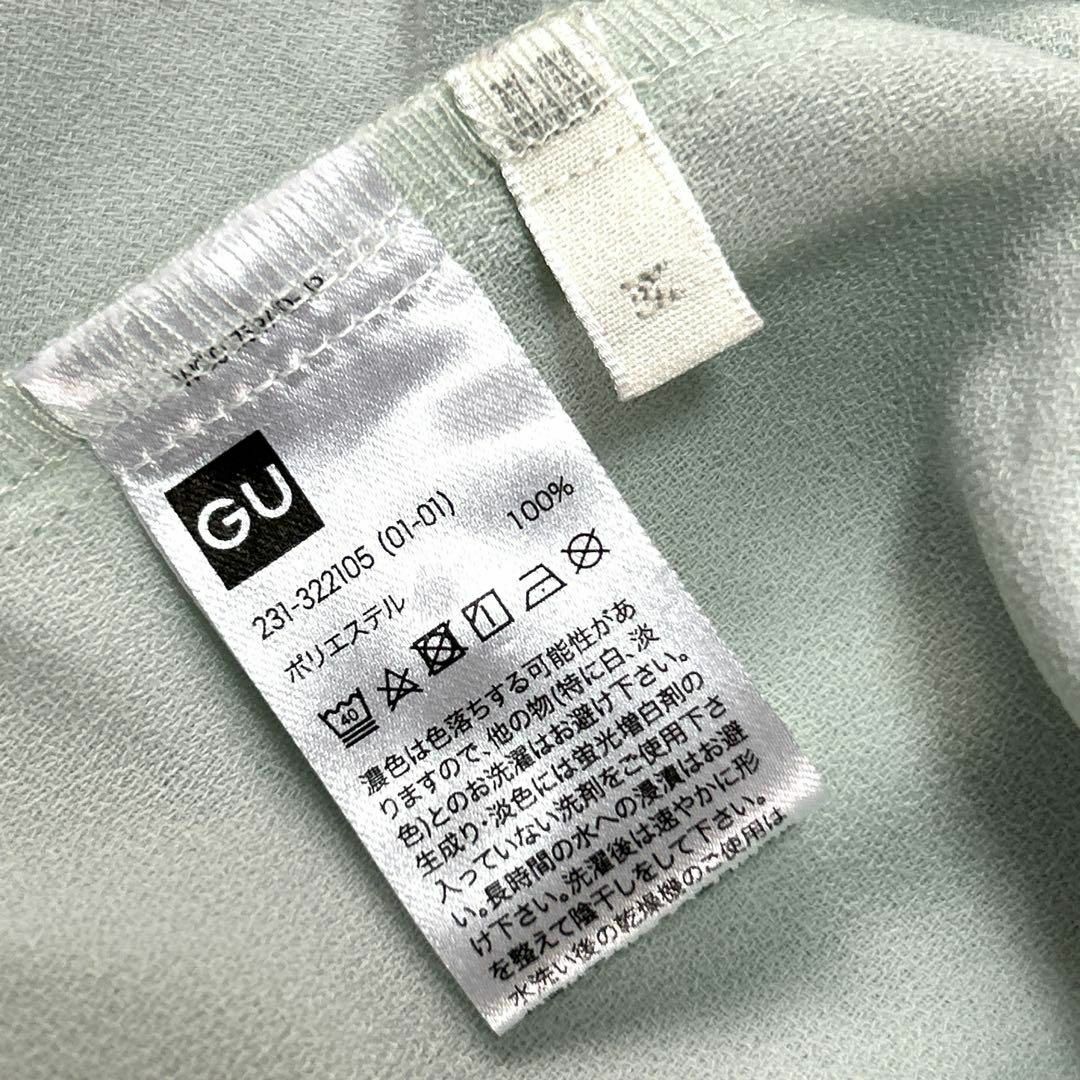 GU
231-322105 (01-01)
ポリエステル 100%
40
1
濃色は色落ちする可能性があ
りますので、他の物(特に白、淡
色)とのお洗濯はお避け下さい。
生成り・淡色には蛍光増白剤の
入っていない洗剤をご使用下さ
い。長時間の水への浸漬はお避
け下さい。洗濯後は速やかに形
を整えて陰干しをして下さい。
水洗い後の乾燥機のご使用は